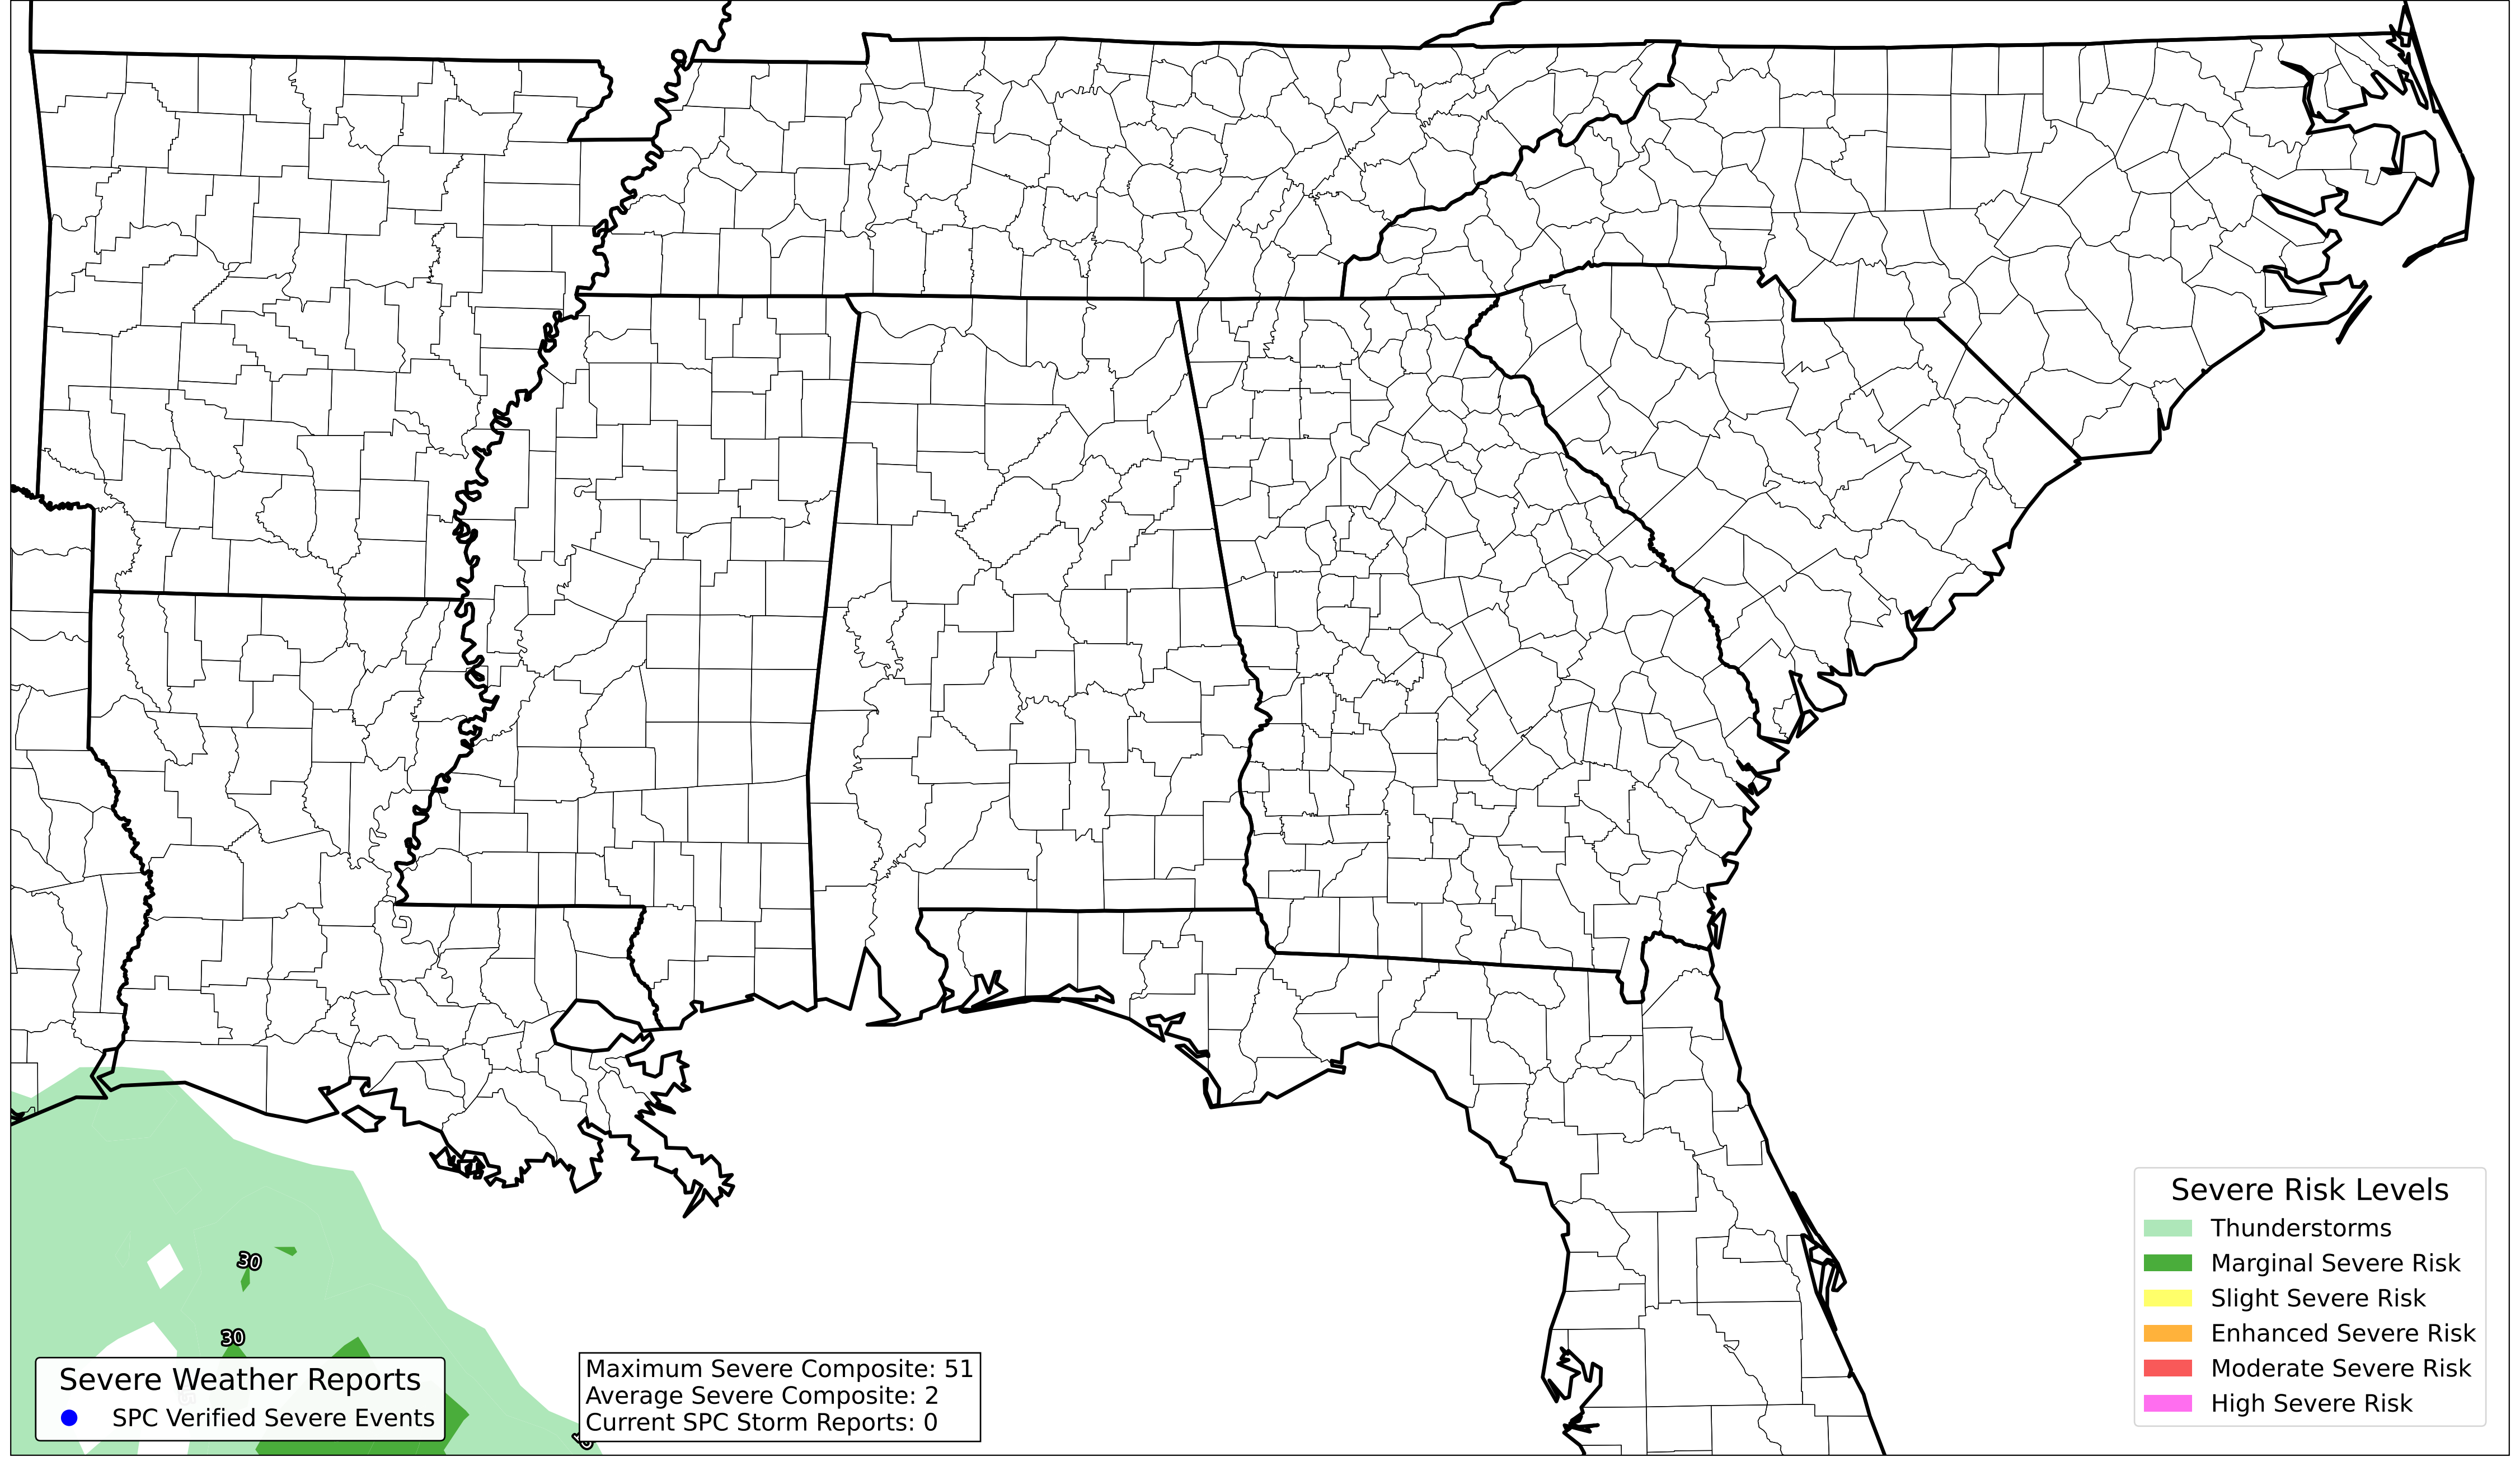 30
30
Severe Weather Reports
SPC Verified Severe Events
Maximum Severe Composite: 51
Average Severe Composite: 2
Current SPC Storm Reports: 0
Severe Risk Levels
Thunderstorms
Marginal Severe Risk
Slight Severe Risk
Enhanced Severe Risk
Moderate Severe Risk
High Severe Risk